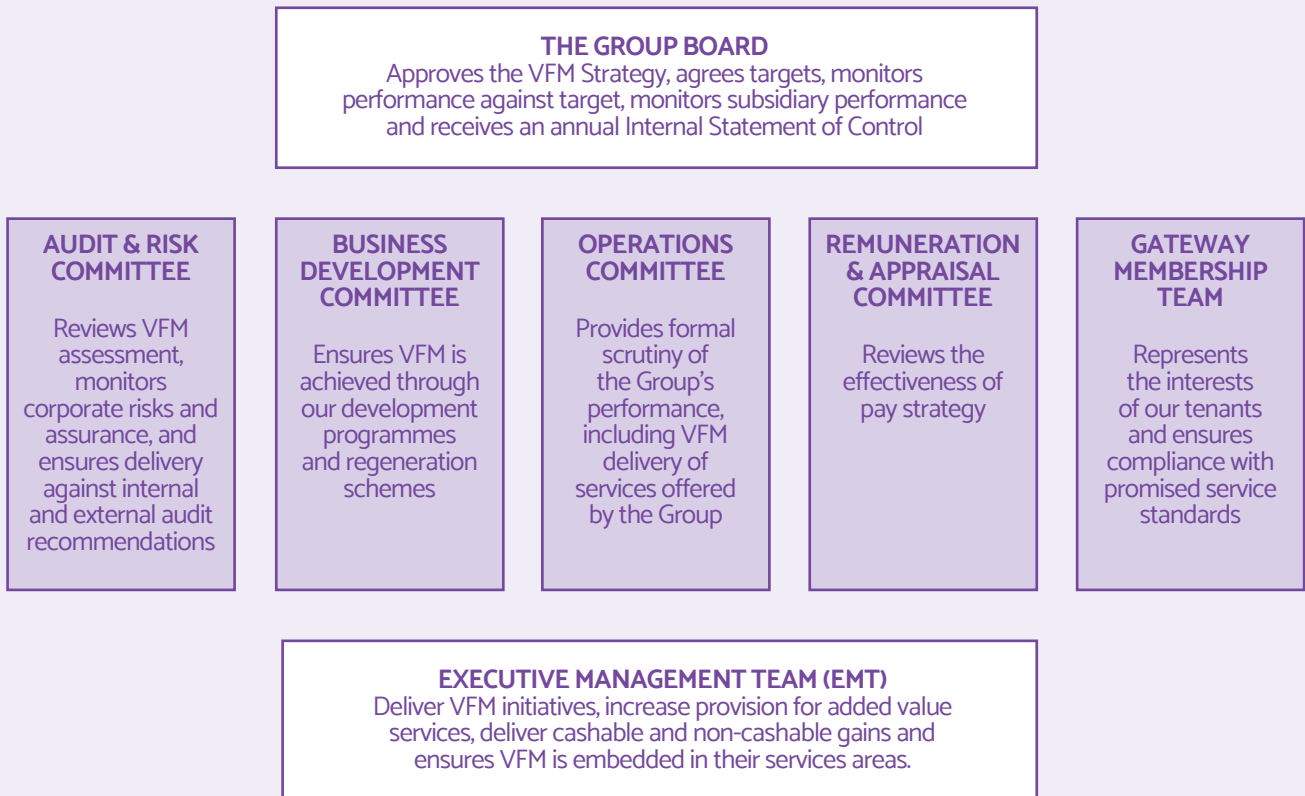 THE GROUP BOARD
Approves the VFM Strategy, agrees targets, monitors
performance against target, monitors subsidiary performance
and receives an annual Internal Statement of Control
AUDIT & RISK
COMMITTEE
Reviews VFM
assessment,
monitors
corporate risks and
assurance, and
ensures delivery
against internal
and external audit
recommendations
BUSINESS
DEVELOPMENT
COMMITTEE
Ensures VFM is
achieved through
our development
programmes
and regeneration
schemes
OPERATIONS
COMMITTEE
Provides formal
scrutiny of
the Group's
performance,
including VFM
delivery of
services offered
by the Group
REMUNERATION
& APPRAISAL
COMMITTEE
Reviews the
effectiveness of
pay strategy
GATEWAY
MEMBERSHIP
TEAM
Represents
the interests
of our tenants
and ensures
compliance with
promised service
standards
EXECUTIVE MANAGEMENT TEAM (EMT)
Deliver VFM initiatives, increase provision for added value
services, deliver cashable and non-cashable gains and
ensures VFM is embedded in their services areas.